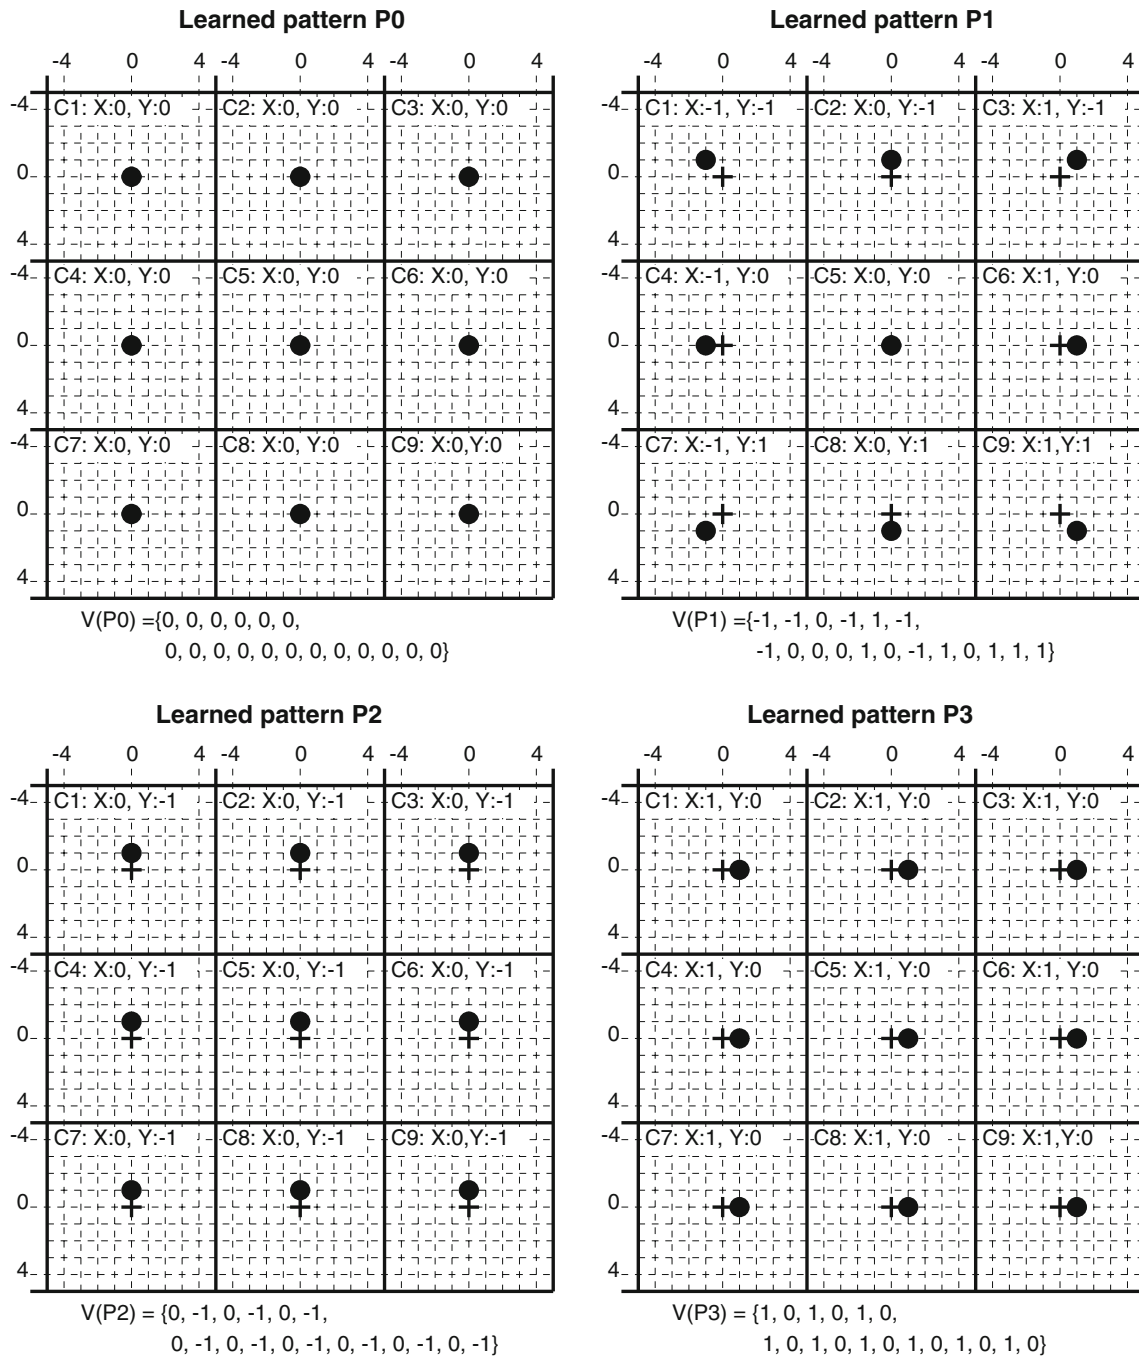 Learned pattern P0
-4 0 4 -4 0 4
-4 C1: X:0, Y:0 C2: X:0, Y:0 C3: X:0, Y:0
0
4
-4 C4: X:0, Y:0 C5: X:0, Y:0 C6: X:0, Y:0
0
4
-4 C7: X:0, Y:0 C8: X:0, Y:0 C9: X:0,Y:0
0
4
V(P0) ={0, 0, 0, 0, 0, 0,
0, 0, 0, 0, 0, 0, 0, 0, 0, 0, 0, 0}
Learned pattern P1
-4 0 4 -4 0 4 -4 0 4
-4 C1: X:-1, Y:-1 C2: X:0, Y:-1 C3: X:1, Y:-1
0
4
-4 C4: X:-1, Y:0 C5: X:0, Y:0 C6: X:1, Y:0
0
4
-4 C7: X:-1, Y:1 C8: X:0, Y:1 C9: X:1,Y:1
0
4
V(P1) ={-1, -1, 0, -1, 1, -1,
-1, 0, 0, 0, 1, 0, -1, 1, 0, 1, 1, 1}
Learned pattern P2
-4 0 4 -4 0 4 -4 0 4
-4 C1: X:0, Y:-1 C2: X:0, Y:-1 C3: X:0, Y:-1
0
4
-4 C4: X:0, Y:-1 C5: X:0, Y:-1 C6: X:0, Y:-1
0
4
-4 C7: X:0, Y:-1 C8: X:0, Y:-1 C9: X:0,Y:-1
0
4
V(P2) = {0, -1, 0, -1, 0, -1,
0, -1, 0, -1, 0, -1, 0, -1, 0, -1, 0, -1}
Learned pattern P3
-4 0 4 -4 0 4 -4 0 4
-4 C1: X:1, Y:0 C2: X:1, Y:0 C3: X:1, Y:0
0
4
-4 C4: X:1, Y:0 C5: X:1, Y:0 C6: X:1, Y:0
0
4
-4 C7: X:1, Y:0 C8: X:1, Y:0 C9: X:1,Y:0
0
4
V(P3) = {1, 0, 1, 0, 1, 0,
1, 0, 1, 0, 1, 0, 1, 0, 1, 0, 1, 0}